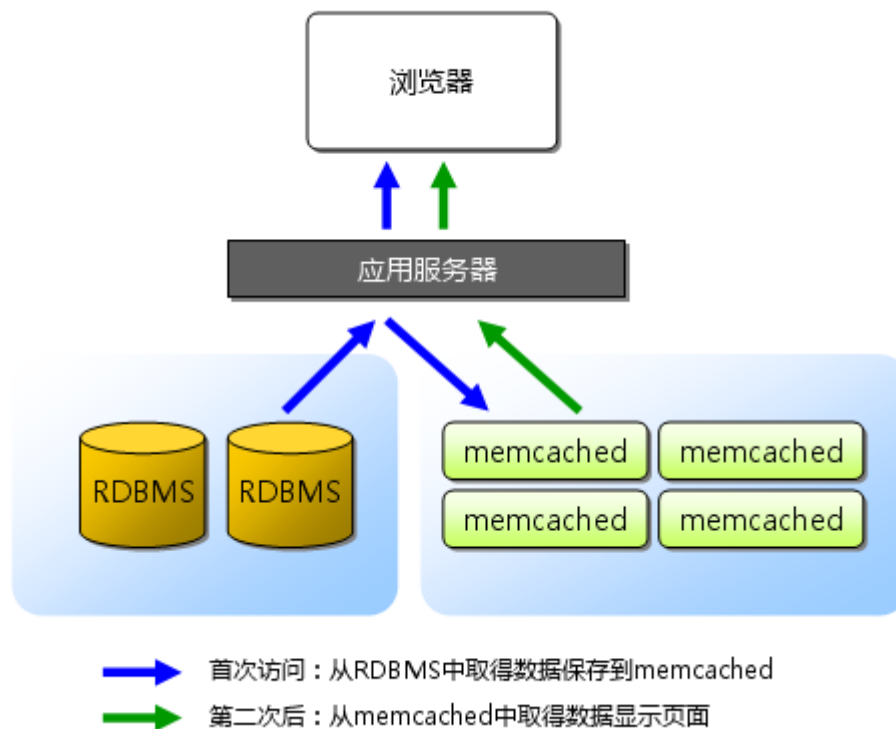 浏览器
应用服务器
RDBMS
RDBMS
memcached
memcached
memcached
memcached
首次访问：从RDBMS中取得数据保存到memcached
第二次后：从memcached中取得数据显示页面